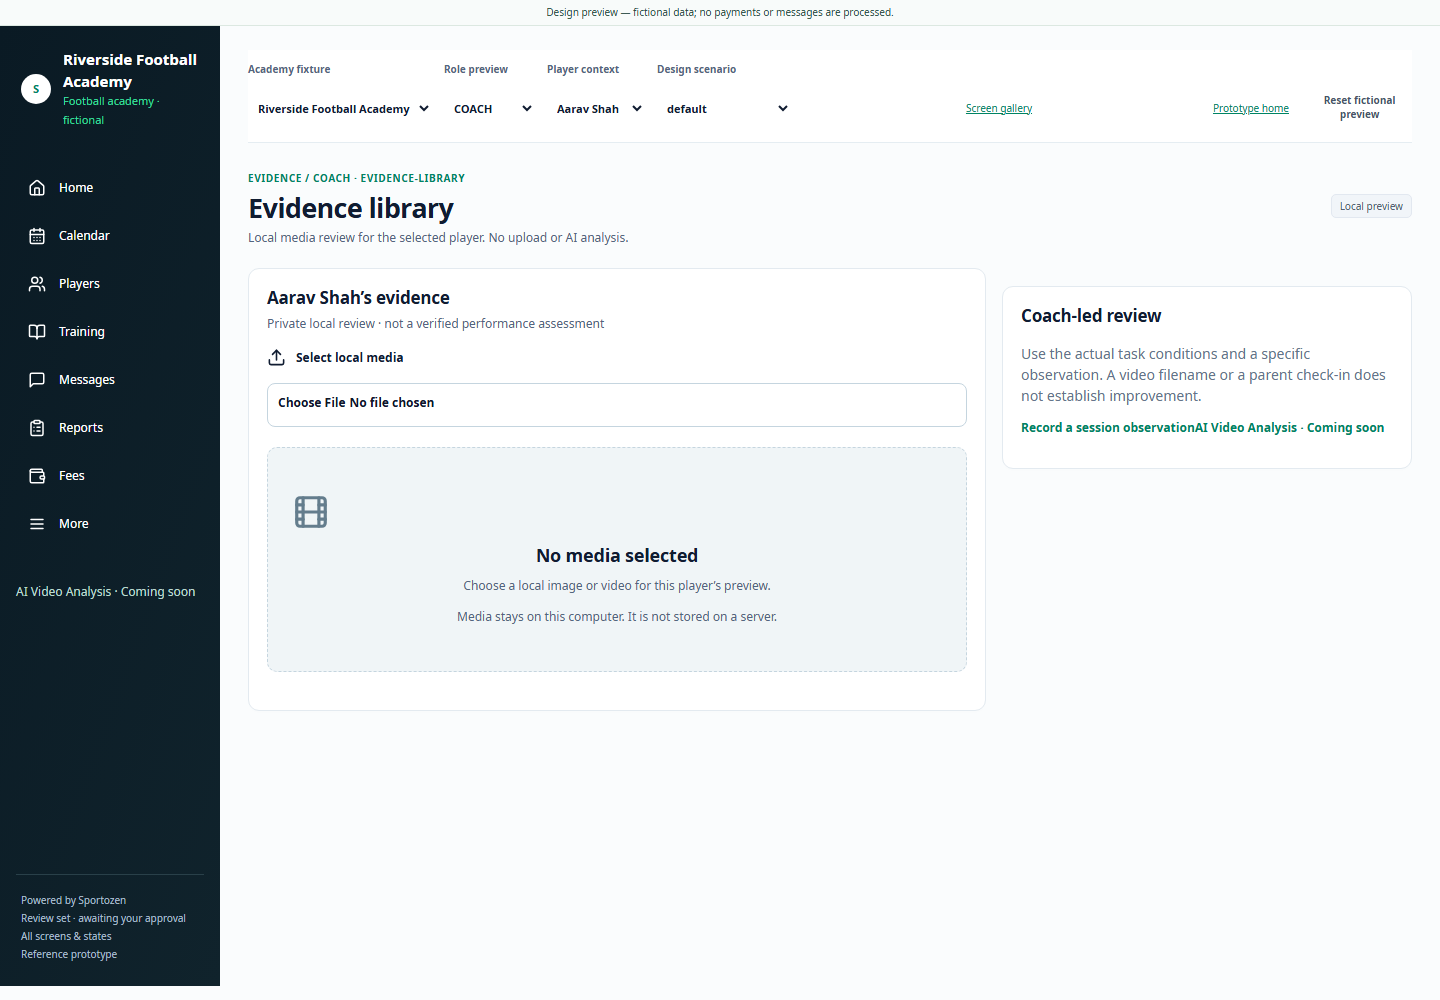 Design preview — fictional data; no payments or messages are processed.
S
Riverside Football
Academy
Football academy ·
fictional
Home
Calendar
Players
Training
Messages
Reports
Fees
More
AI Video Analysis · Coming soon
Powered by Sportozen
Review set · awaiting your approval
All screens & states
Reference prototype
Academy fixture
Riverside Football Academy
Role preview
COACH
Player context
Aarav Shah
Design scenario
default
Screen gallery
Prototype home
Reset fictional
preview
EVIDENCE / COACH · EVIDENCE-LIBRARY
Evidence library
Local media review for the selected player. No upload or AI analysis.
Local preview
Aarav Shah’s evidence
Private local review · not a verified performance assessment
Select local media
Choose File No file chosen
No media selected
Choose a local image or video for this player’s preview.
Media stays on this computer. It is not stored on a server.
Coach-led review
Use the actual task conditions and a specific
observation. A video filename or a parent check-in does
not establish improvement.
Record a session observationAI Video Analysis · Coming soon